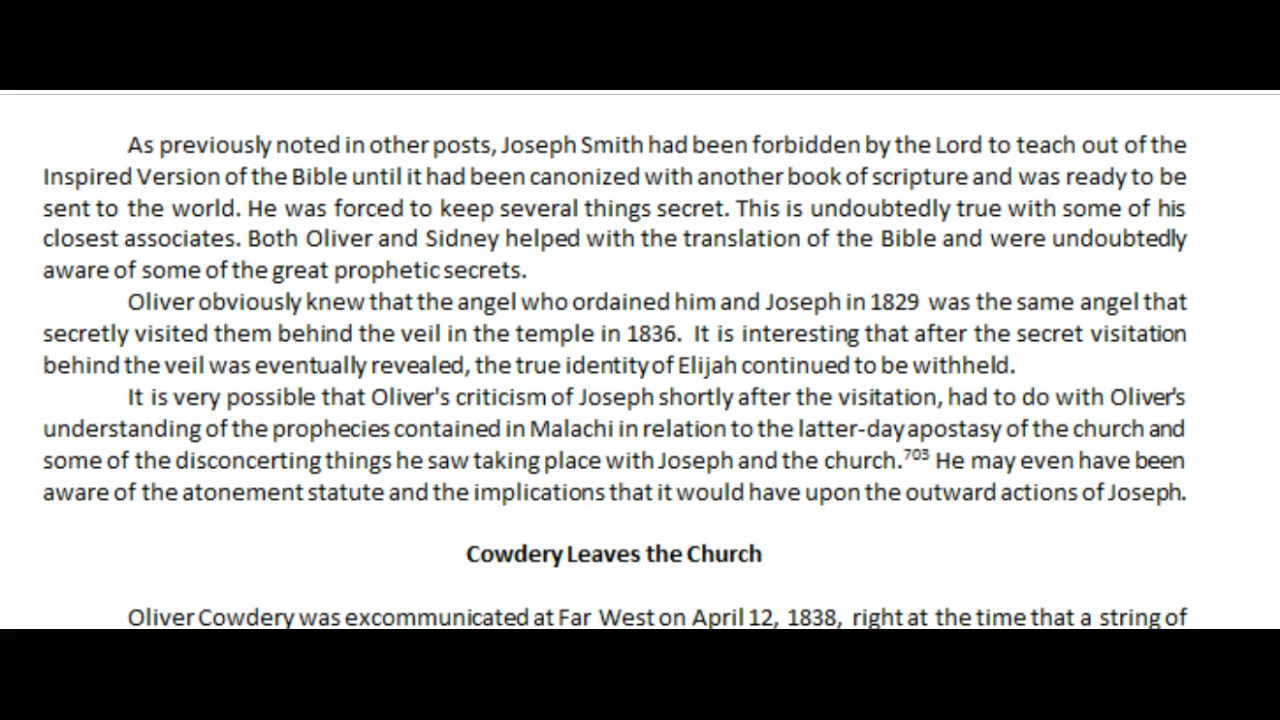 As previously noted in other posts, Joseph Smith had been forbidden by the Lord to teach out of the
Inspired Version of the Bible until it had been canonized with another book of scripture and was ready to be
sent to the world. He was forced to keep several things secret. This is undoubtedly true with some of his
closest associates. Both Oliver and Sidney helped with the translation of the Bible and were undoubtedly
aware of some of the great prophetic secrets.
Oliver obviously knew that the angel who ordained him and Joseph in 1829 was the same angel that
secretly visited them behind the veil in the temple in 1836. It is interesting that after the secret visitation
behind the veil was eventually revealed, the true identity of Elijah continued to be withheld.
It is very possible that Oliver's criticism of Joseph shortly after the visitation, had to do with Oliver's
understanding of the prophecies contained in Malachi in relation to the latter-day apostasy of the church and
some of the disconcerting things he saw taking place with Joseph and the church.⁷⁰³ He may even have been
aware of the atonement statute and the implications that it would have upon the outward actions of Joseph.
Cowdery Leaves the Church
Oliver Cowdery was excommunicated at Far West on April 12, 1838, right at the time that a string of